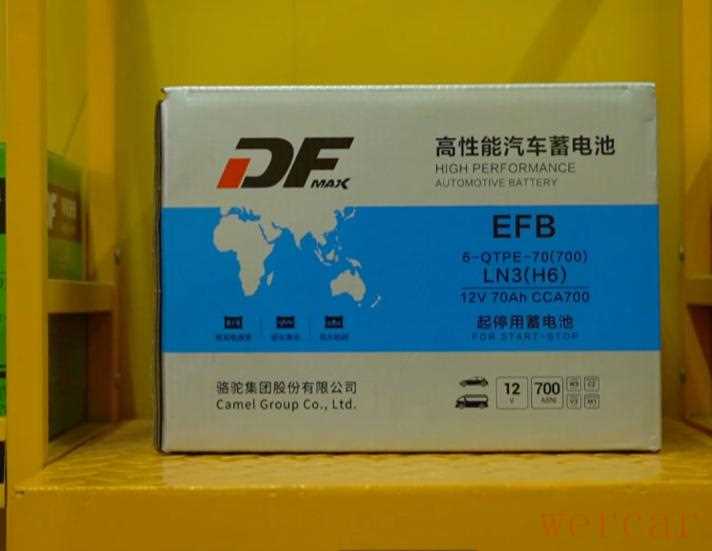 DF
MAX
高性能汽车蓄电池
HIGH PERFORMANCE
AUTOMOTIVE BATTERY
EFB
6-QTPE-70(700)
LN3(H6)
12V 70Ah CCA700
起停用蓄电池
FOR START-STOP
骆驼集团股份有限公司
Camel Group Co., Ltd.
12
V
700
DF
wercar